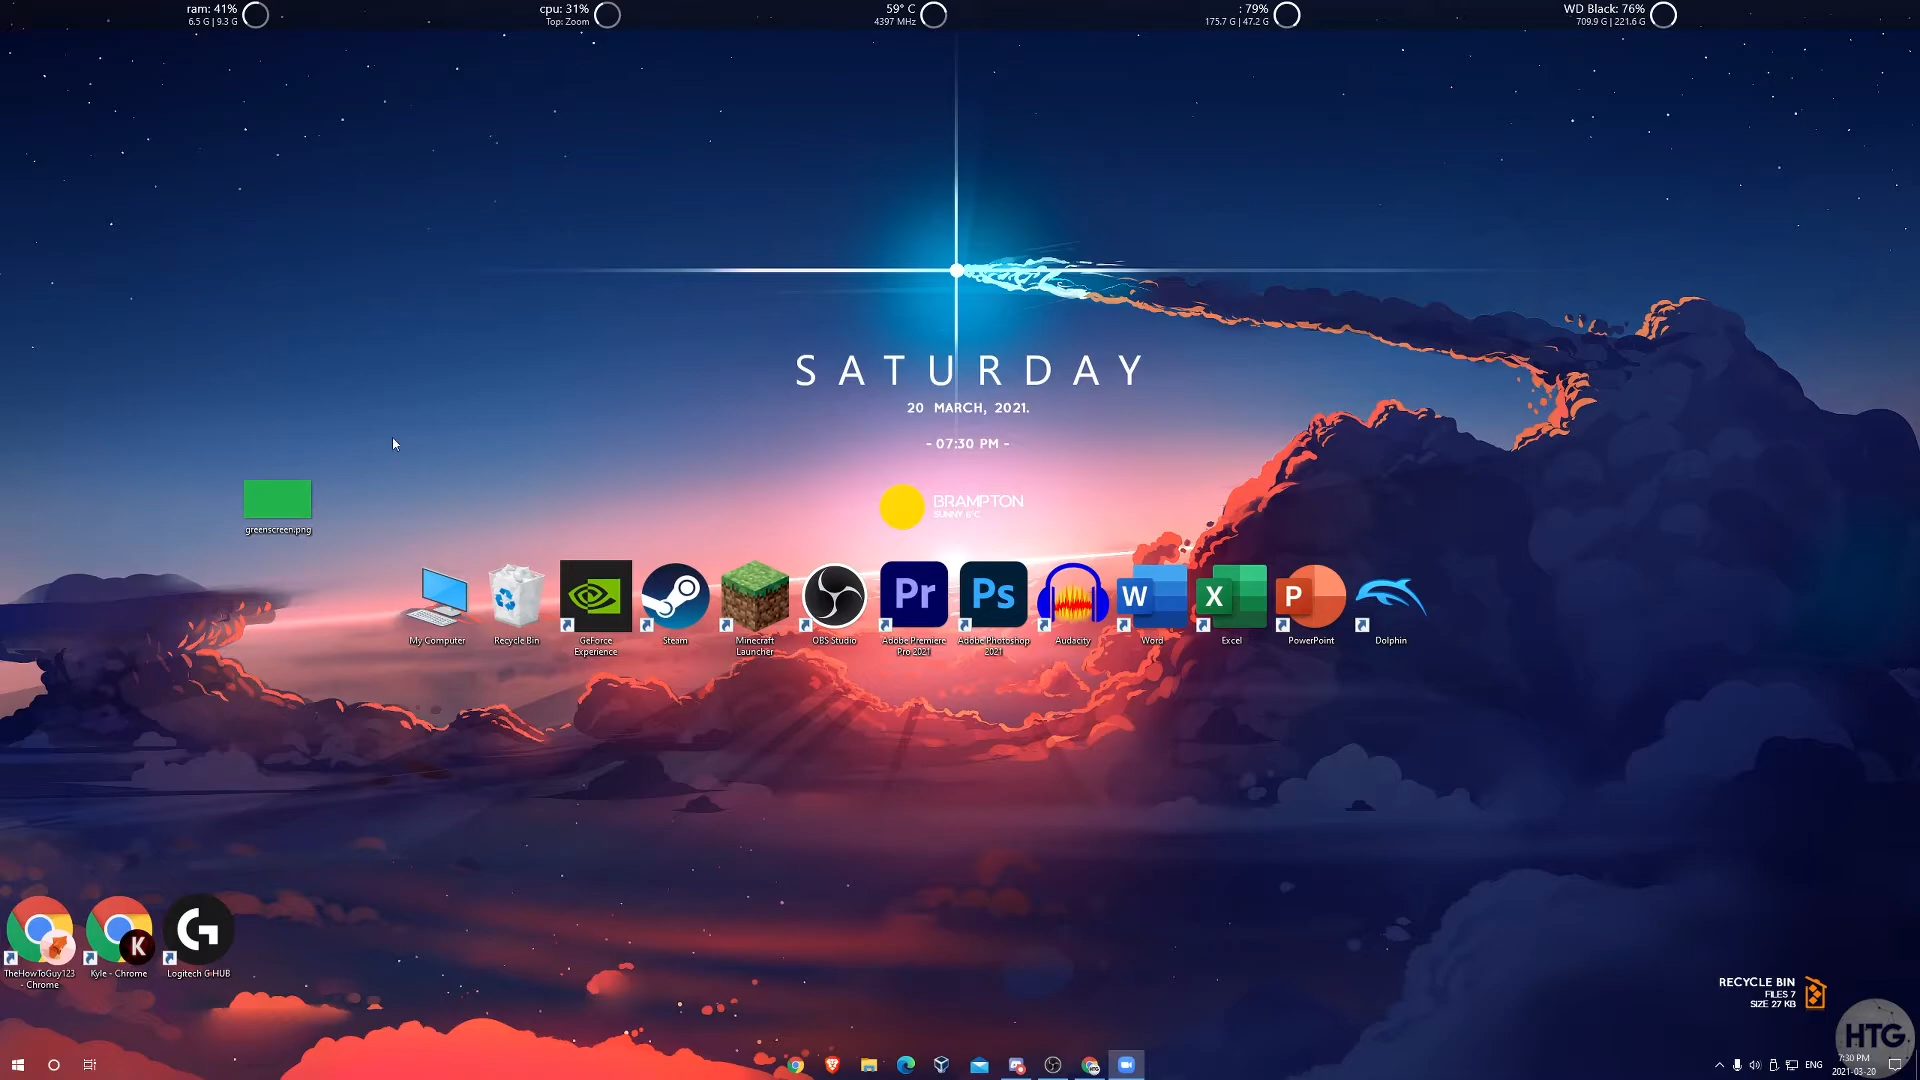 ram: 41%
6.5 G | 9.3 G
cpu: 31%
Top: Zoom
59° C
4397 MHz
: 79%
175.7 G | 47.2 G
WD Black: 76%
709.9 G | 221.6 G
SATURDAY
20 MARCH, 2021.
- 07:30 PM -
BRAMPTON
SUNNY 6°C
greenscreen.png
Pr
Ps
W
X
P
My Computer
Recycle Bin
GeForce Experience
Steam
Minecraft Launcher
OBS Studio
Adobe Premiere Pro 2021
Adobe Photoshop 2021
Audacity
Word
Excel
PowerPoint
Dolphin
K
G
TheHowToGuy123 - Chrome
Kyle - Chrome
Logitech G HUB
RECYCLE BIN
FILES 7
SIZE 27 KB
HTG
ENG
7:30 PM
2021-03-20